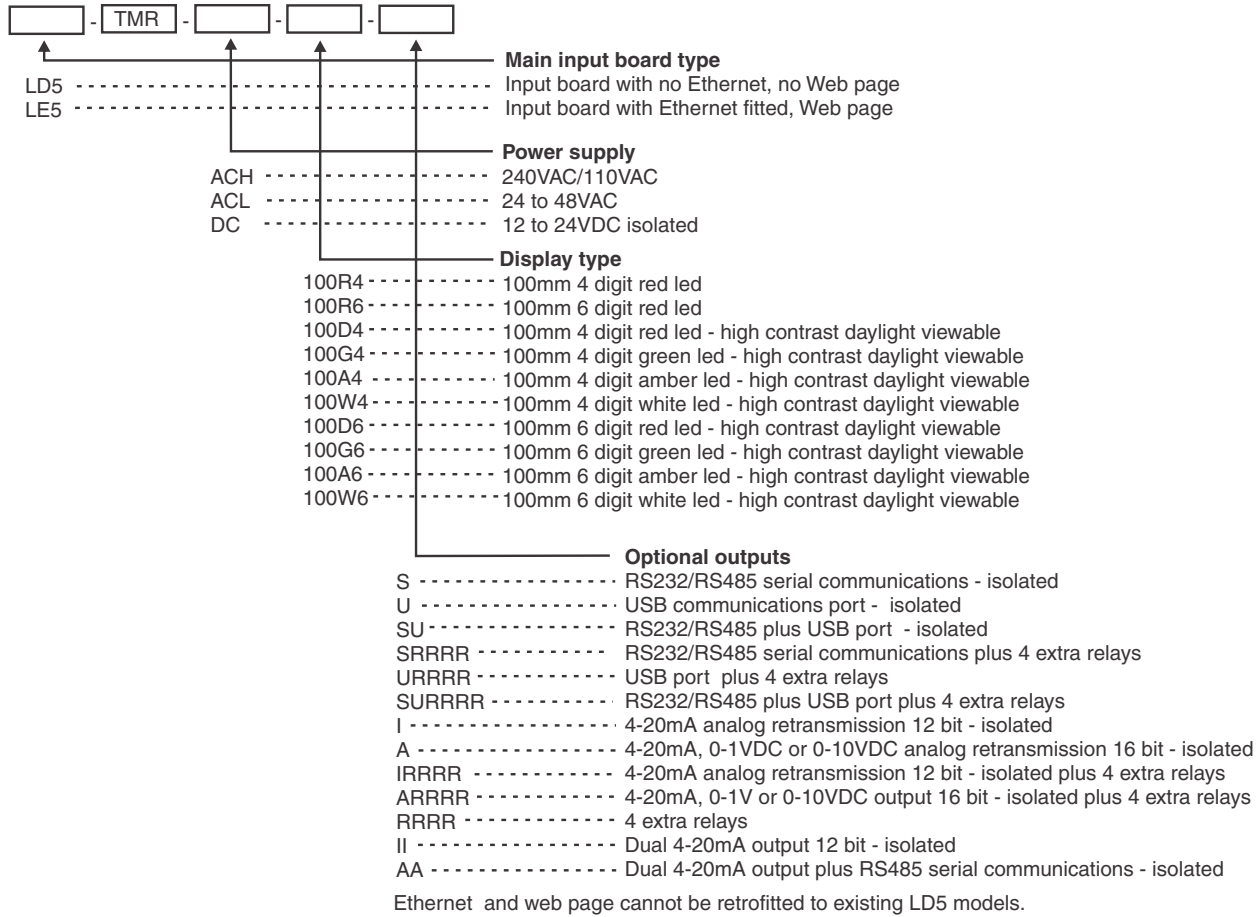 - TMR - - -
Main input board type
LD5 Input board with no Ethernet, no Web page
LE5 Input board with Ethernet fitted, Web page
Power supply
ACH 240VAC/110VAC
ACL 24 to 48VAC
DC 12 to 24VDC isolated
Display type
100R4 100mm 4 digit red led
100R6 100mm 6 digit red led
100D4 100mm 4 digit red led - high contrast daylight viewable
100G4 100mm 4 digit green led - high contrast daylight viewable
100A4 100mm 4 digit amber led - high contrast daylight viewable
100W4 100mm 4 digit white led - high contrast daylight viewable
100D6 100mm 6 digit red led - high contrast daylight viewable
100G6 100mm 6 digit green led - high contrast daylight viewable
100A6 100mm 6 digit amber led - high contrast daylight viewable
100W6 100mm 6 digit white led - high contrast daylight viewable
Optional outputs
S RS232/RS485 serial communications - isolated
U USB communications port - isolated
SU RS232/RS485 plus USB port - isolated
SRRRR RS232/RS485 serial communications plus 4 extra relays
URRRR USB port plus 4 extra relays
SURRRR RS232/RS485 plus USB port plus 4 extra relays
I 4-20mA analog retransmission 12 bit - isolated
A 4-20mA, 0-1VDC or 0-10VDC analog retransmission 16 bit - isolated
IRRRR 4-20mA analog retransmission 12 bit - isolated plus 4 extra relays
ARRRR 4-20mA, 0-1V or 0-10VDC output 16 bit - isolated plus 4 extra relays
RRRR 4 extra relays
II Dual 4-20mA output 12 bit - isolated
AA Dual 4-20mA output plus RS485 serial communications - isolated
Ethernet and web page cannot be retrofitted to existing LD5 models.